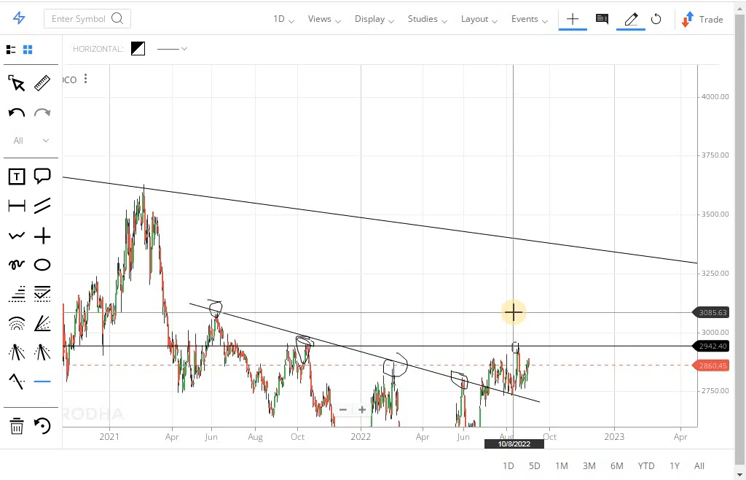 Enter Symbol
1D Views Display Studies Layout Events Trade
HORIZONTAL:
OCO
All
T
4000.00
3750.00
3500.00
3250.00
3085.63
3000.00
2942.40
2860.45
2750.00
RODHA
2021 Apr Jun Aug Oct 2022 Apr Jun Aug Oct 2023 Apr
10/8/2022
1D 5D 1M 3M 6M YTD 1Y All